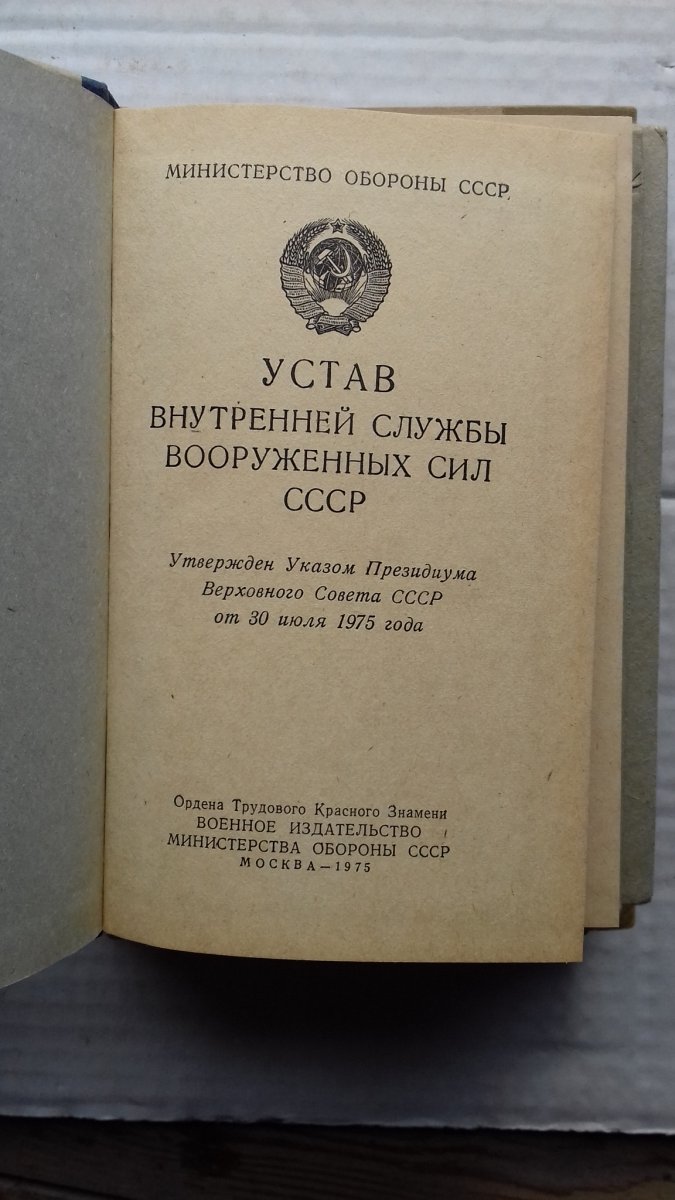 МИНИСТЕРСТВО ОБОРОНЫ СССР
УСТАВ
ВНУТРЕННЕЙ СЛУЖБЫ
ВООРУЖЕННЫХ СИЛ
СССР
Утвержден Указом Президиума
Верховного Совета СССР
от 30 июля 1975 года
Ордена Трудового Красного Знамени
ВОЕННОЕ ИЗДАТЕЛЬСТВО
МИНИСТЕРСТВА ОБОРОНЫ СССР
МОСКВА — 1975